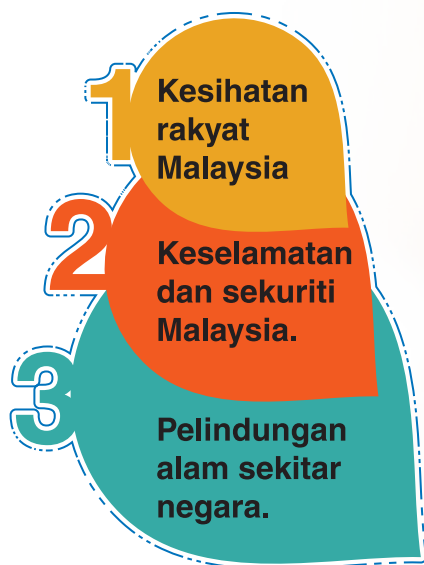 1
Kesihatan
rakyat
Malaysia
2
Keselamatan
dan sekuriti
Malaysia.
3
Pelindungan
alam sekitar
negara.